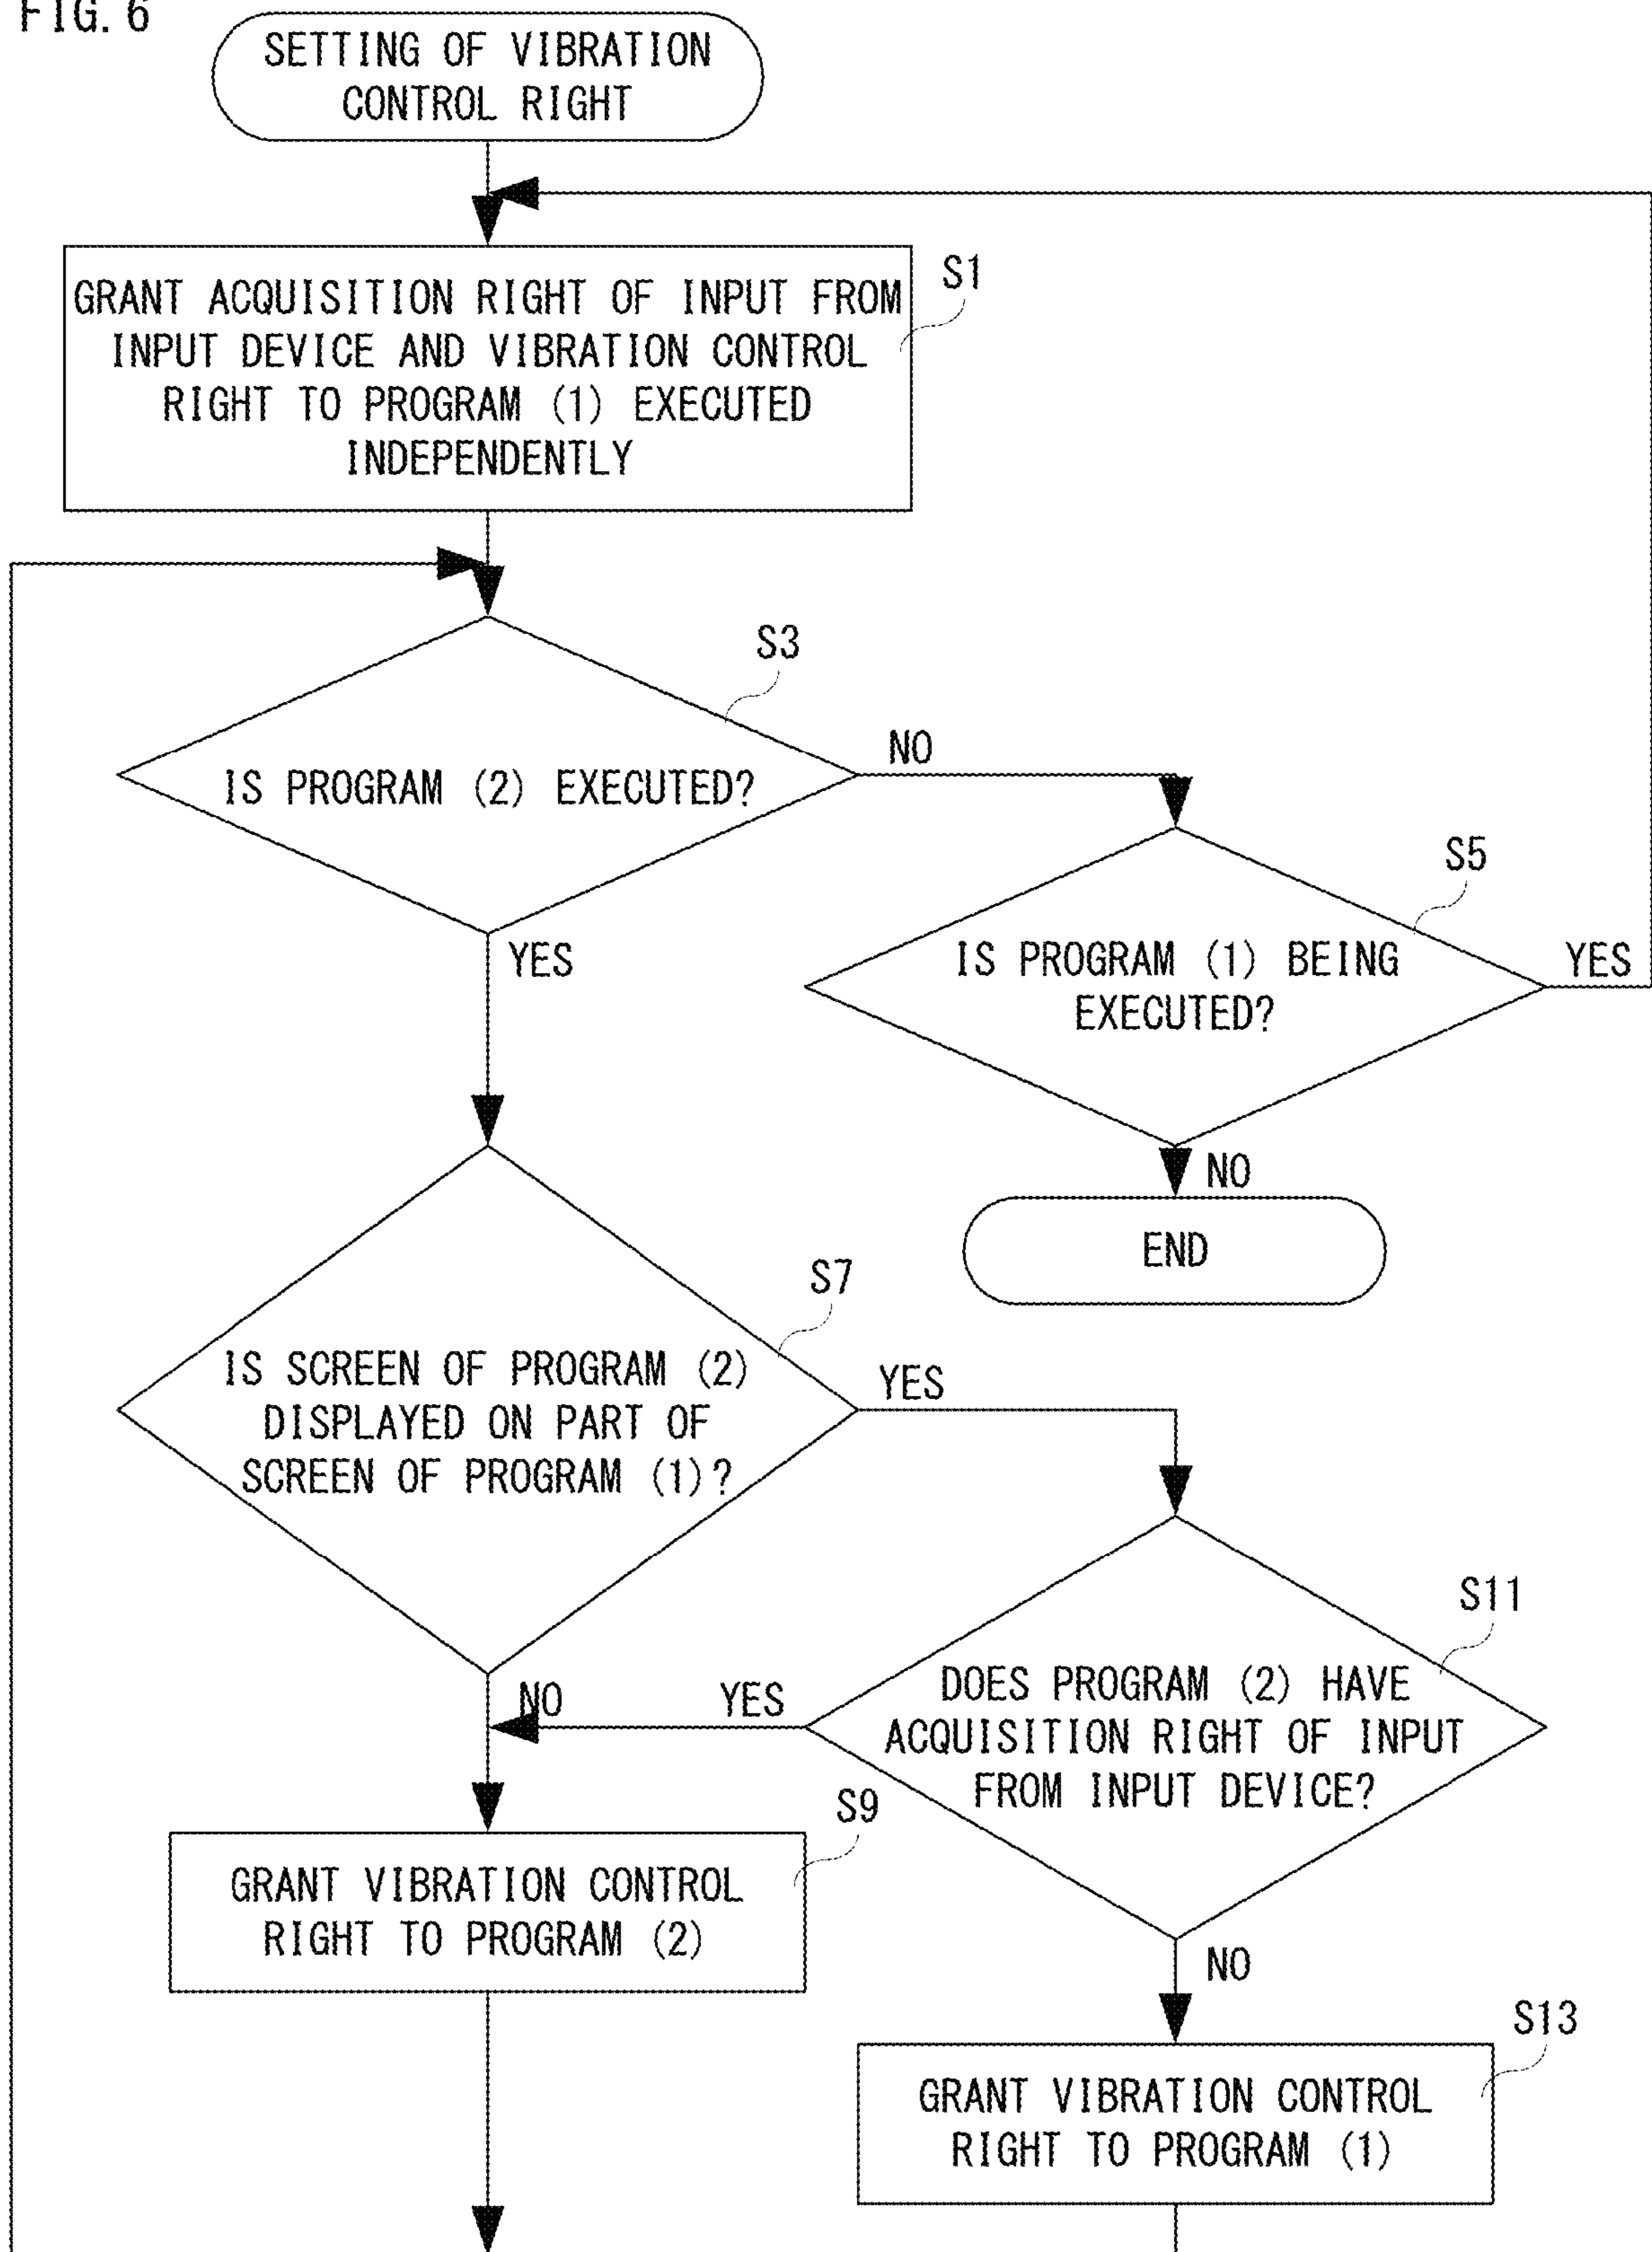 FIG. 6
SETTING OF VIBRATION
CONTROL RIGHT
GRANT ACQUISITION RIGHT OF INPUT FROM
INPUT DEVICE AND VIBRATION CONTROL
RIGHT TO PROGRAM (1) EXECUTED
INDEPENDENTLY
S1
S3
IS PROGRAM (2) EXECUTED?
NO
YES
S5
IS PROGRAM (1) BEING
EXECUTED?
YES
NO
END
S7
IS SCREEN OF PROGRAM (2)
DISPLAYED ON PART OF
SCREEN OF PROGRAM (1)?
YES
NO
S11
DOES PROGRAM (2) HAVE
ACQUISITION RIGHT OF INPUT
FROM INPUT DEVICE?
YES
NO
S9
GRANT VIBRATION CONTROL
RIGHT TO PROGRAM (2)
S13
GRANT VIBRATION CONTROL
RIGHT TO PROGRAM (1)